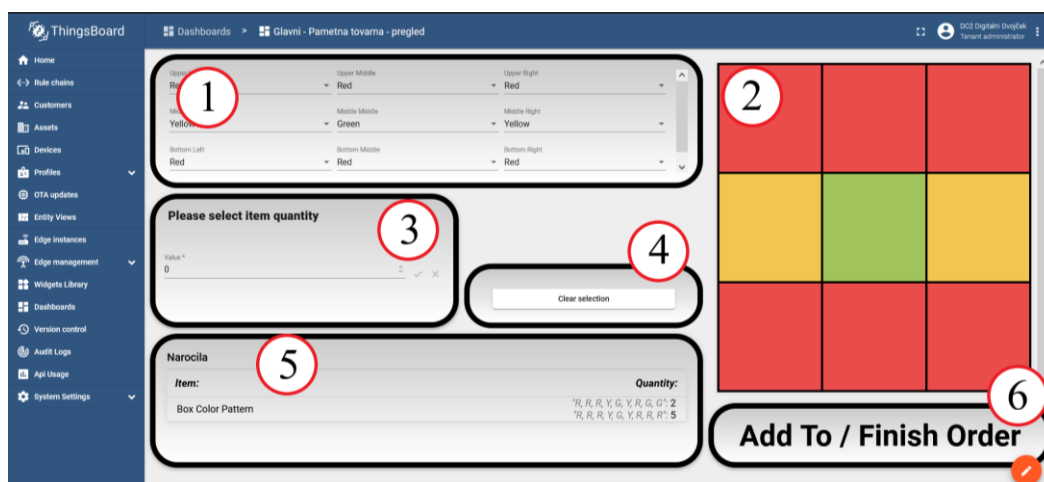 ThingsBoard
Dashboards > Glavni - Pametna tovarna - pregled
DC2 Digitalni Dvojček
Tenant administrator
Home
Rule chains
Customers
Assets
Devices
Profiles
OTA updates
Entity Views
Edge instances
Edge management
Widgets Library
Dashboards
Version control
Audit Logs
Api Usage
System Settings
1
Upper Middle
Upper Right
Red
Red
Middle Middle
Middle Right
Yellow
Green
Yellow
Bottom Left
Bottom Middle
Bottom Right
Red
Red
Red
2
Please select item quantity
3
Value *
0
4
Clear selection
Narocila
5
Item:
Quantity:
Box Color Pattern
"R, R, R, Y, G, Y, R, G, G": 2
"R, R, R, Y, G, Y, R, R, R": 5
6
Add To / Finish Order